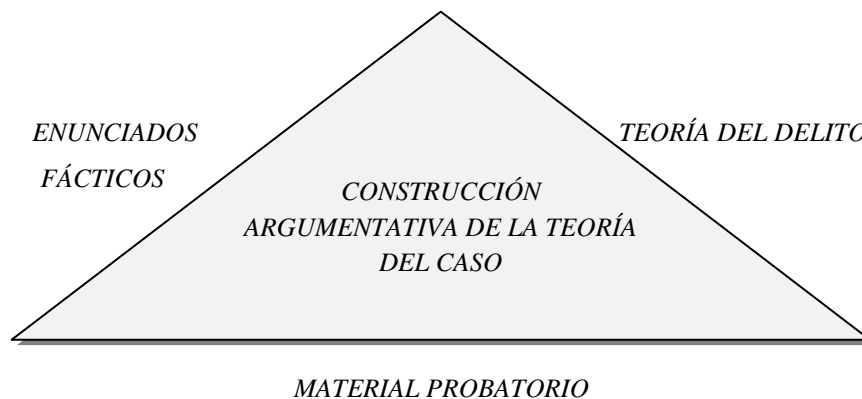 ENUNCIADOS
FÁCTICOS
TEORÍA DEL DELITO
CONSTRUCCIÓN
ARGUMENTATIVA DE LA TEORÍA
DEL CASO
MATERIAL PROBATORIO